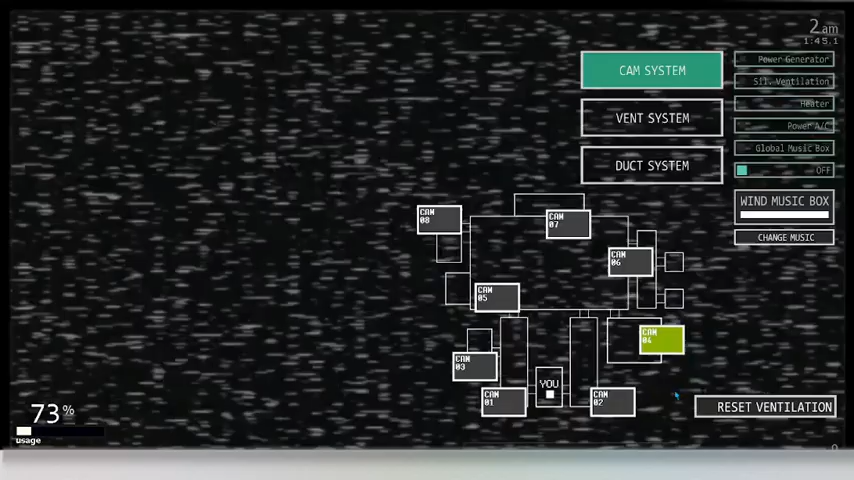 2 am
1:45.1
CAM SYSTEM
VENT SYSTEM
DUCT SYSTEM
Power Generator
Sil. Ventilation
Heater
Power A/C
Global Music Box
OFF
WIND MUSIC BOX
CHANGE MUSIC
CAM
08
CAM
07
CAM
06
CAM
05
CAM
04
CAM
03
YOU
CAM
01
CAM
02
RESET VENTILATION
73%
usage